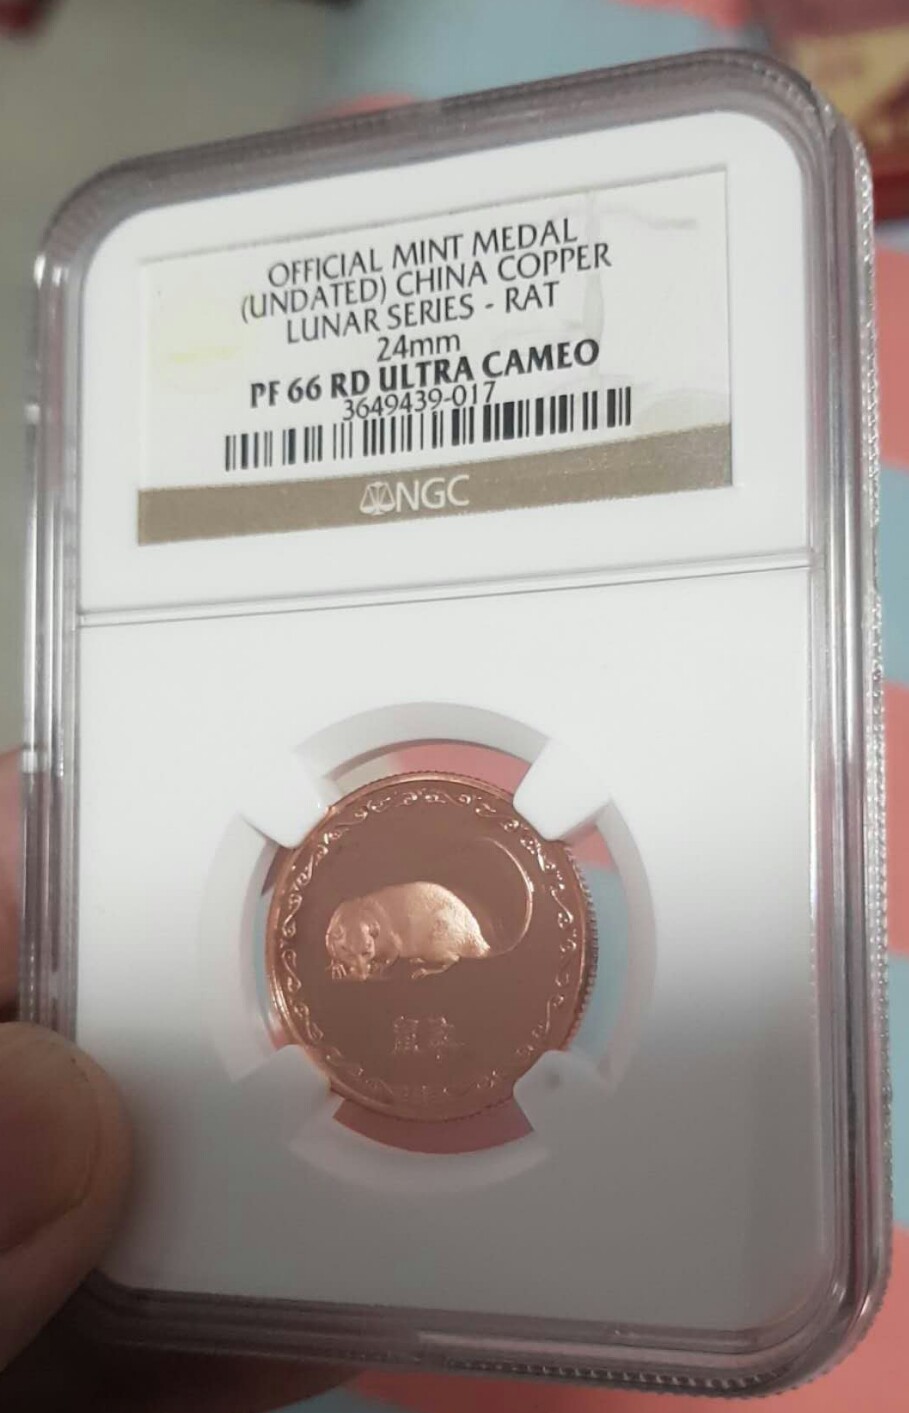 OFFICIAL MINT MEDAL
(UNDATED) CHINA COPPER
LUNAR SERIES - RAT
24mm
PF 66 RD ULTRA CAMEO
3649439-017
NGC